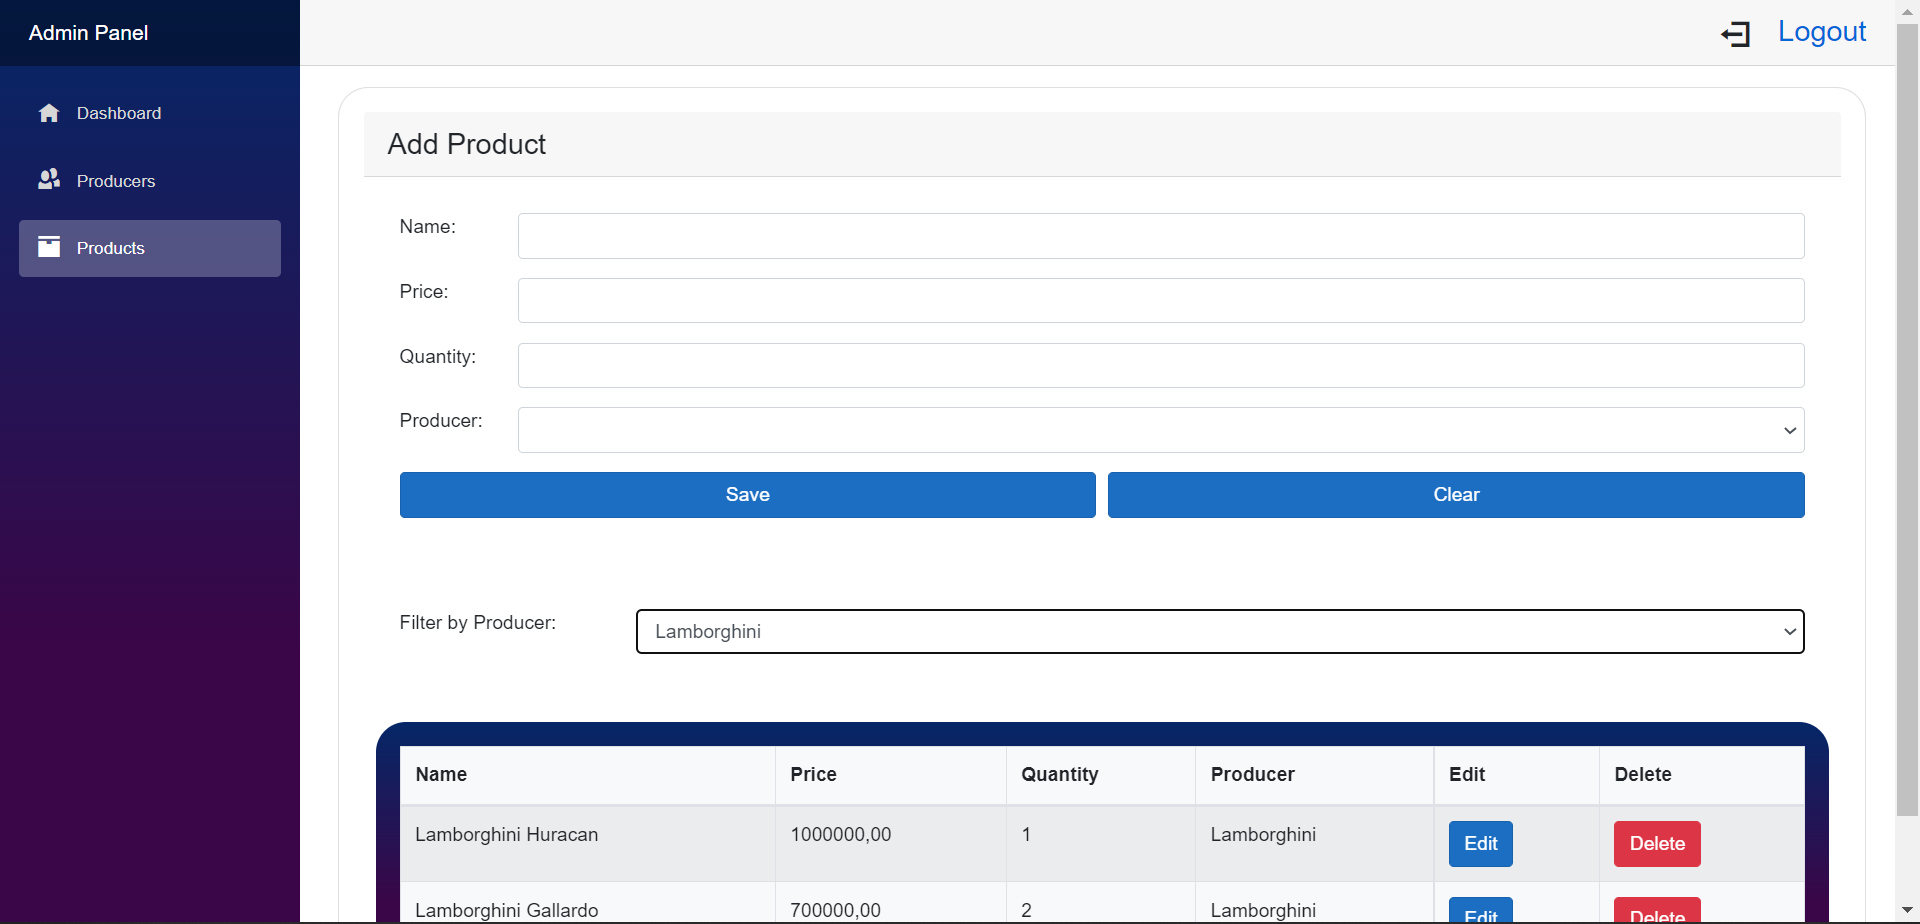 Admin Panel
Logout
Dashboard
Producers
Products
Add Product
Name:
Price:
Quantity:
Producer:
Save Clear
Filter by Producer: Lamborghini
Name Price Quantity Producer Edit Delete
Lamborghini Huracan 1000000,00 1 Lamborghini Edit Delete
Lamborghini Gallardo 700000,00 2 Lamborghini Edit Delete